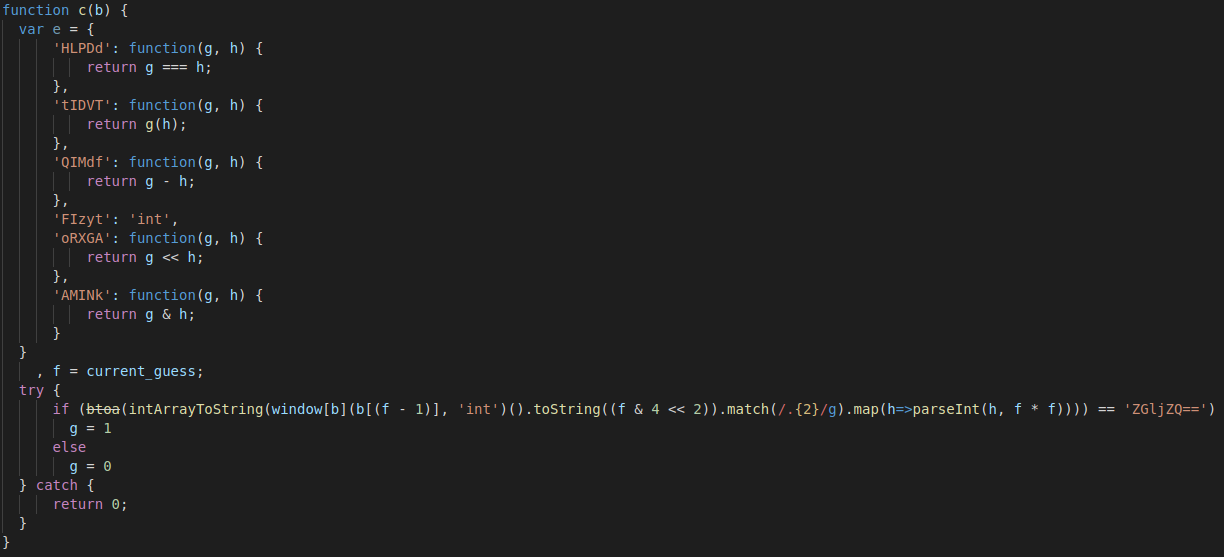 function c(b) {
var e = {
'HLPDd': function(g, h) {
return g === h;
},
'tIDVT': function(g, h) {
return g(h);
},
'QIMdf': function(g, h) {
return g - h;
},
'FIzyt': 'int',
'oRXGA': function(g, h) {
return g << h;
},
'AMINk': function(g, h) {
return g & h;
}
}
, f = current_guess;
try {
if (btoa(intArrayToString(window[b](b[(f - 1)], 'int')().toString((f & 4 << 2)).match(/.{2}/g).map(h=>parseInt(h, f * f)))) == 'ZGljZQ==')
g = 1
else
g = 0
} catch {
return 0;
}
}